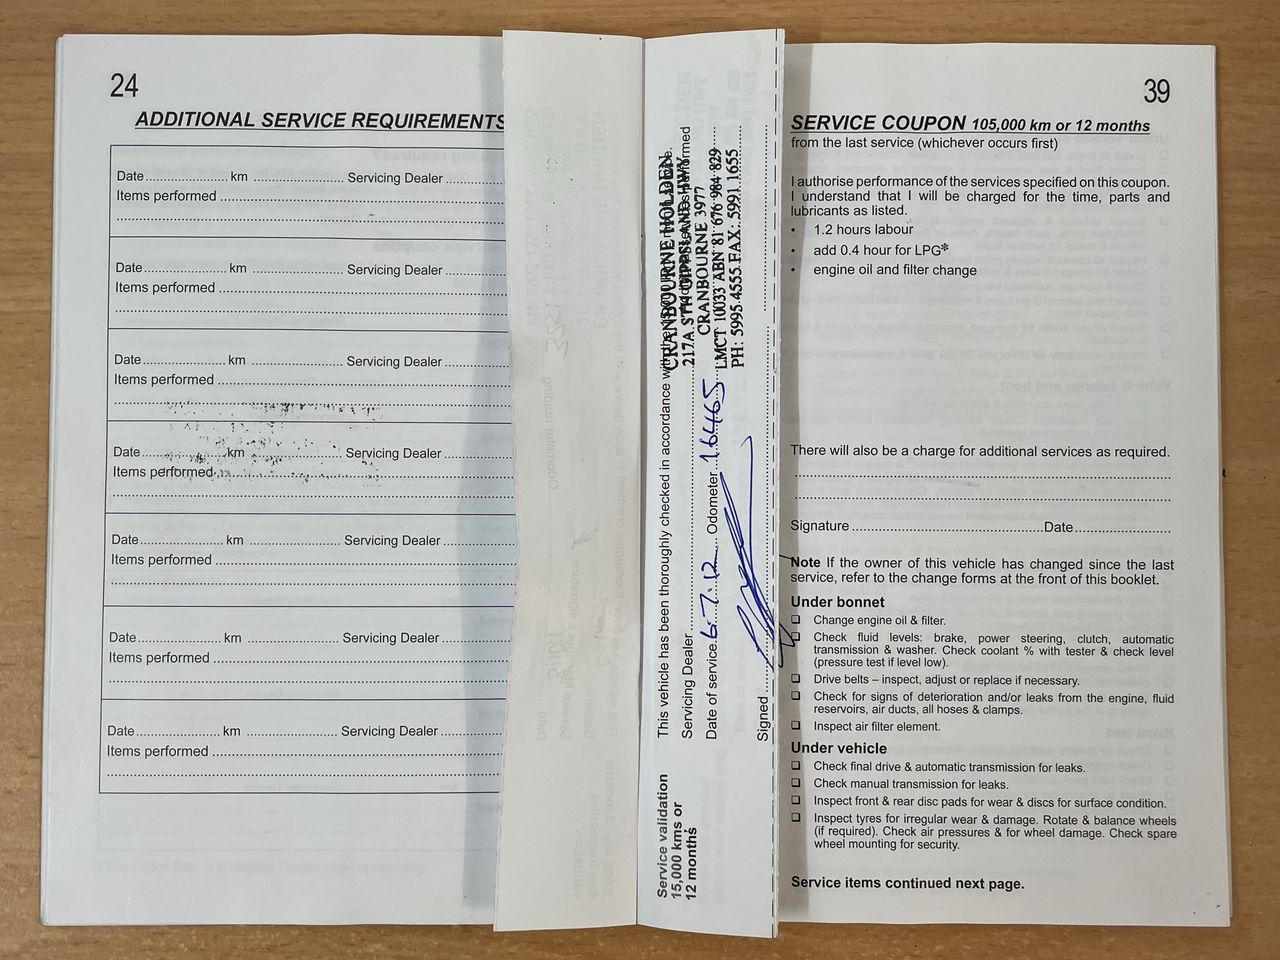 24
ADDITIONAL SERVICE REQUIREMENTS
Date.......................... km ........................... Servicing Dealer
Items performed
Date.......................... km ........................... Servicing Dealer
Items performed
Date.......................... km ........................... Servicing Dealer
Items performed
Date.......................... km ........................... Servicing Dealer
Items performed
Date.......................... km ........................... Servicing Dealer
Items performed
Date.......................... km ........................... Servicing Dealer
Items performed
Date.......................... km ........................... Servicing Dealer
Items performed
Service validation
15,000 kms or
12 months
This vehicle has been thoroughly checked in accordance with the
Servicing Dealer
Date of service 6.7.12 Odometer 16465
Signed
CRANBOURNE HOLDEN
217A STH GIPPSLAND HWY
CRANBOURNE 3977
LMCT 10033 ABN 81 676 984 829
PH: 5995 4555 FAX: 5991 1655
39
SERVICE COUPON 105,000 km or 12 months
from the last service (whichever occurs first)
I authorise performance of the services specified on this coupon.
I understand that I will be charged for the time, parts and
lubricants as listed.
• 1.2 hours labour
• add 0.4 hour for LPG*
• engine oil and filter change
There will also be a charge for additional services as required.
Signature ................................................ Date
Note If the owner of this vehicle has changed since the last
service, refer to the change forms at the front of this booklet.
Under bonnet
❑ Change engine oil & filter.
❑ Check fluid levels: brake, power steering, clutch, automatic
transmission & washer. Check coolant % with tester & check level
(pressure test if level low).
❑ Drive belts – inspect, adjust or replace if necessary.
❑ Check for signs of deterioration and/or leaks from the engine, fluid
reservoirs, air ducts, all hoses & clamps.
❑ Inspect air filter element.
Under vehicle
❑ Check final drive & automatic transmission for leaks.
❑ Check manual transmission for leaks.
❑ Inspect front & rear disc pads for wear & discs for surface condition.
❑ Inspect tyres for irregular wear & damage. Rotate & balance wheels
(if required). Check air pressures & for wheel damage. Check spare
wheel mounting for security.
Service items continued next page.